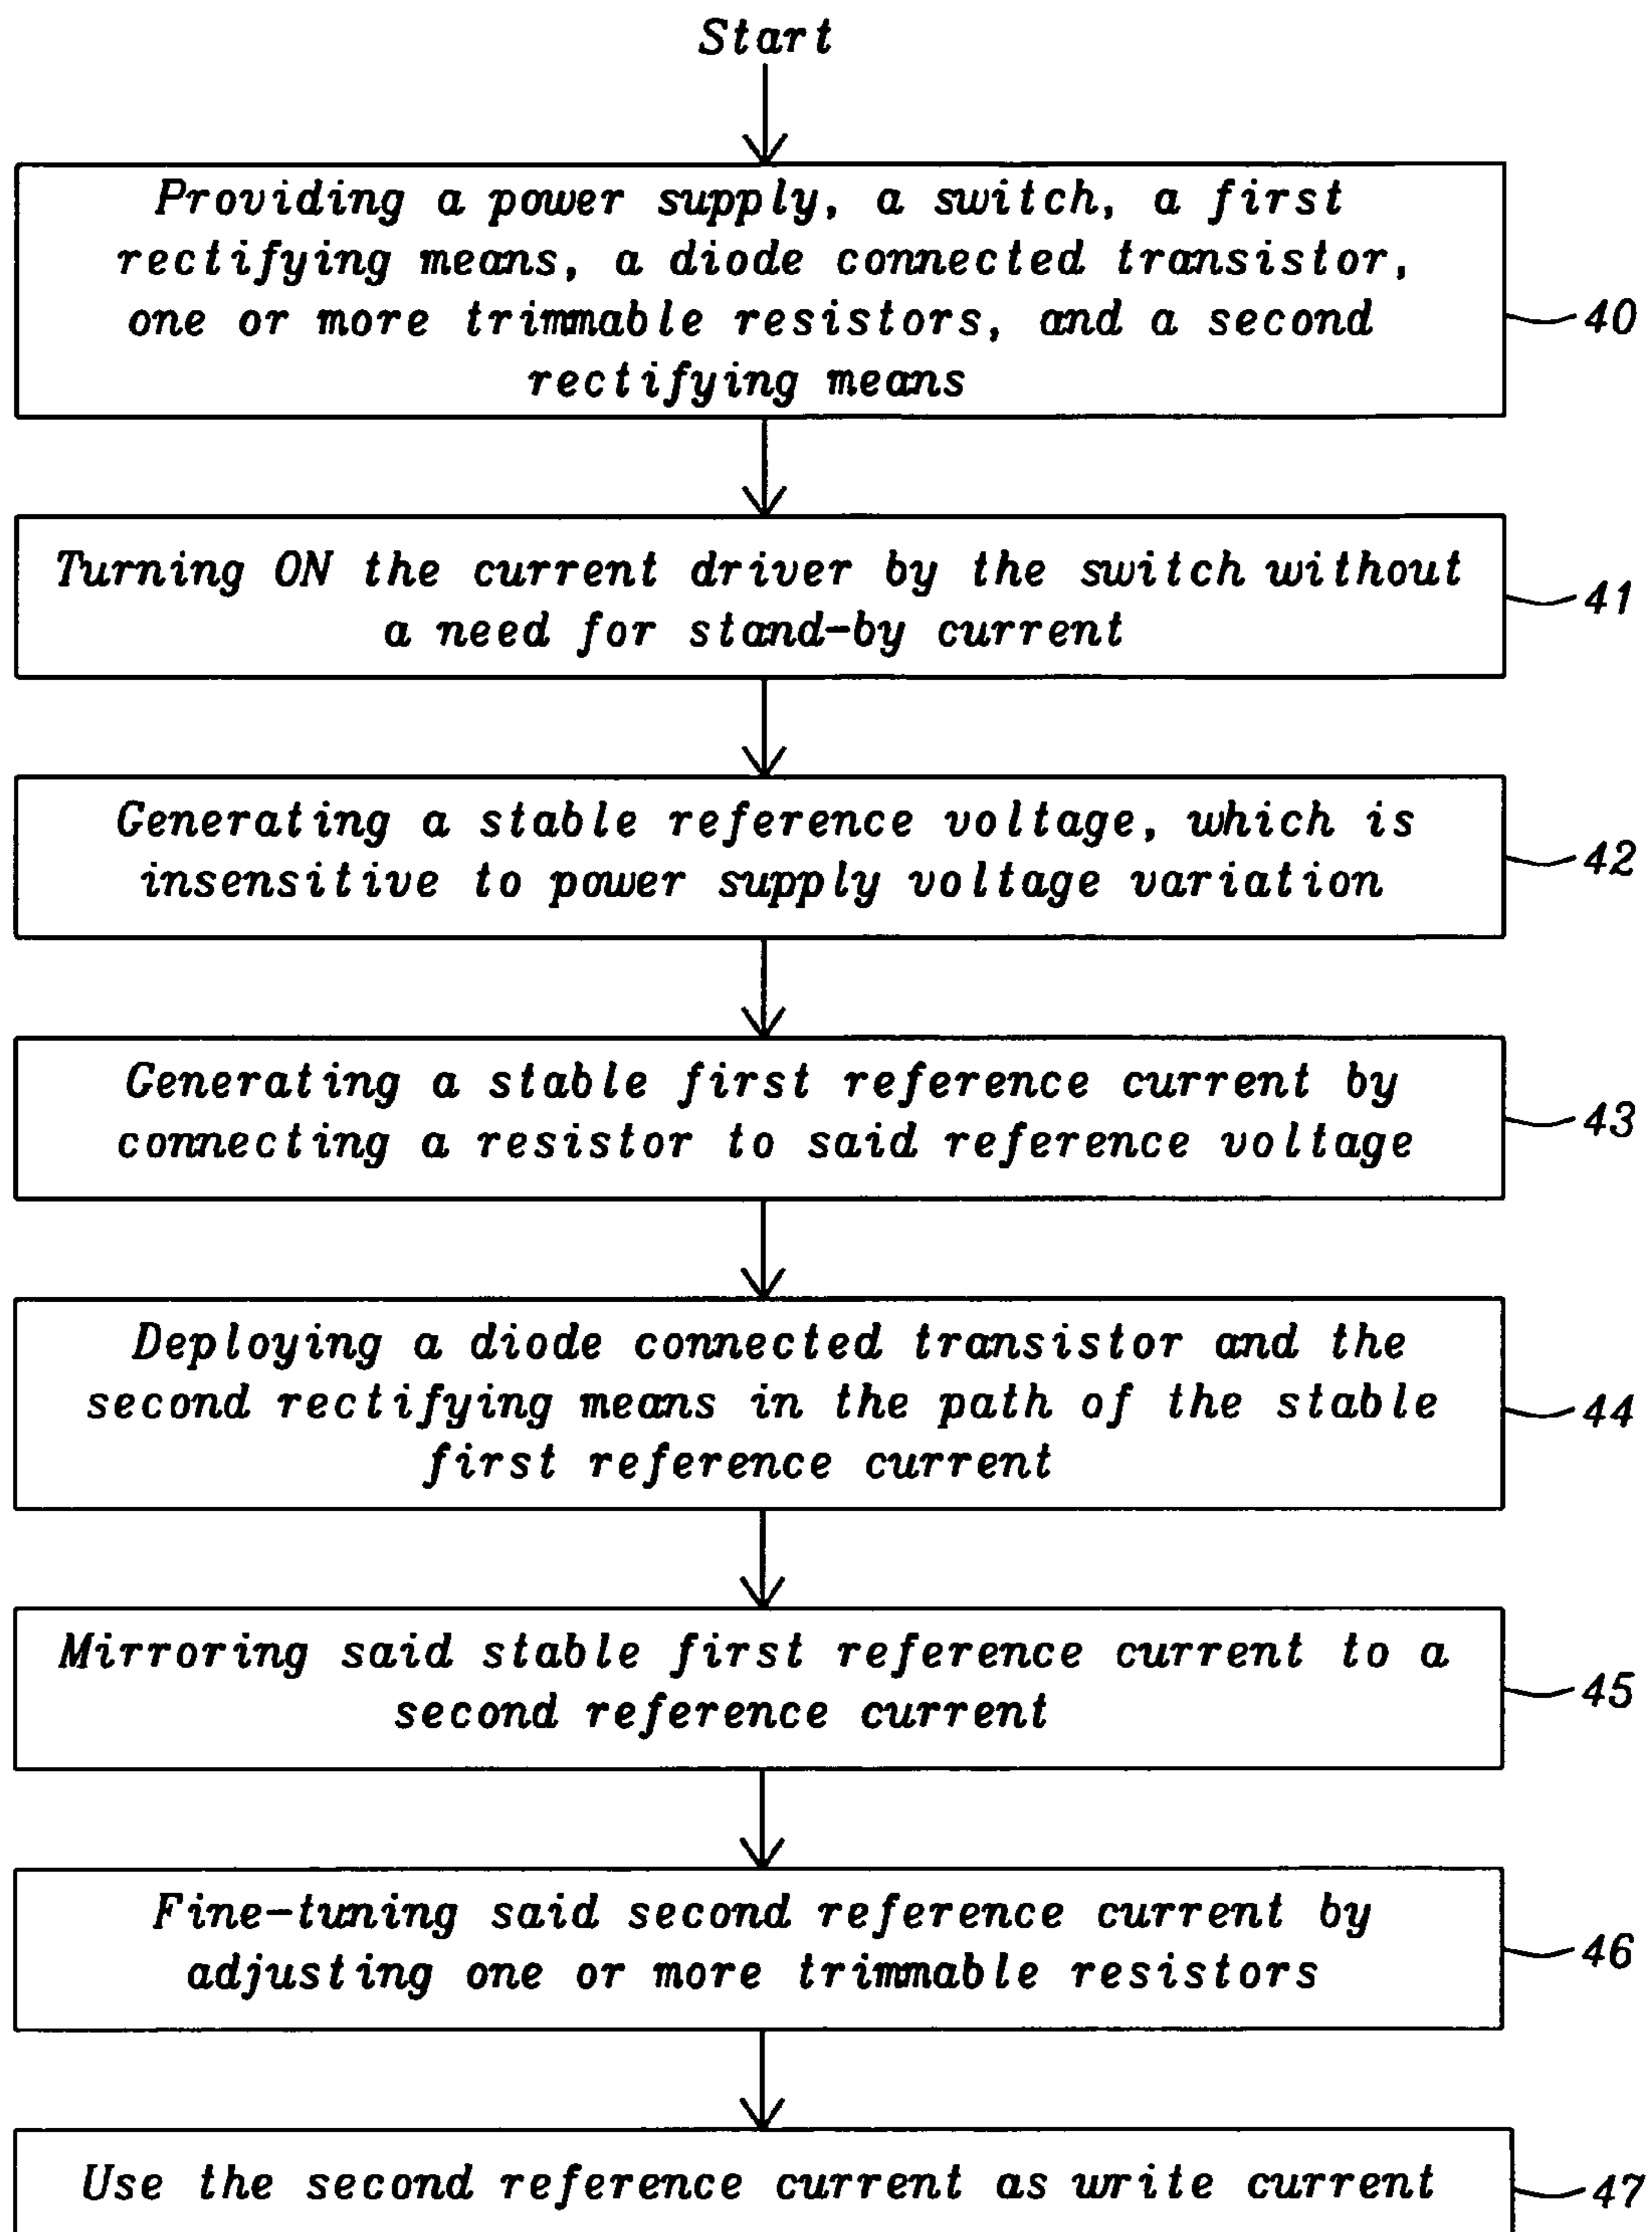 Start
Providing a power supply, a switch, a first
rectifying means, a diode connected transistor,
one or more trimmable resistors, and a second
rectifying means
40
Turning ON the current driver by the switch without
a need for stand-by current
41
Generating a stable reference voltage, which is
insensitive to power supply voltage variation
42
Generating a stable first reference current by
connecting a resistor to said reference voltage
43
Deploying a diode connected transistor and the
second rectifying means in the path of the stable
first reference current
44
Mirroring said stable first reference current to a
second reference current
45
Fine-tuning said second reference current by
adjusting one or more trimmable resistors
46
Use the second reference current as write current
47